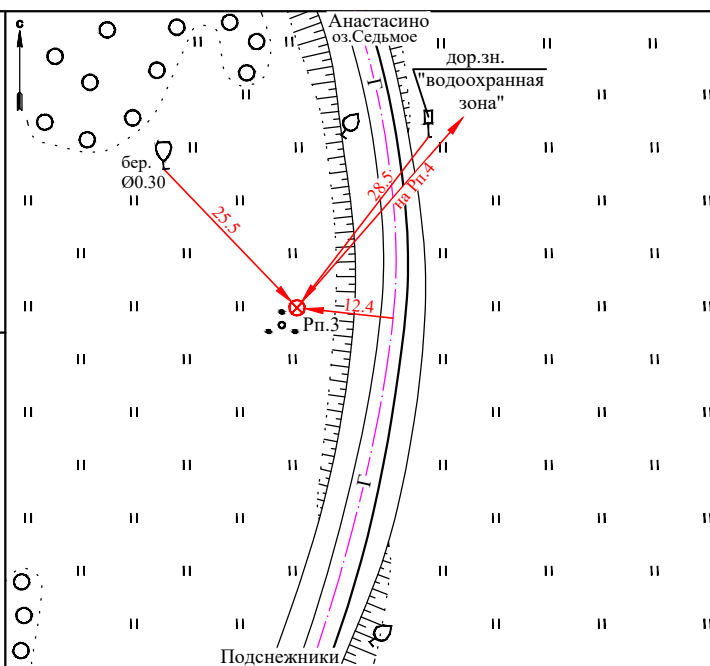 с
Анастасино
оз.Седьмое
дор.зн.
"водоохранная
зона"
Г
бер.
Ø0.30
25.5
28.5
на Рп.4
12.4
Рп.3
Г
Подснежники